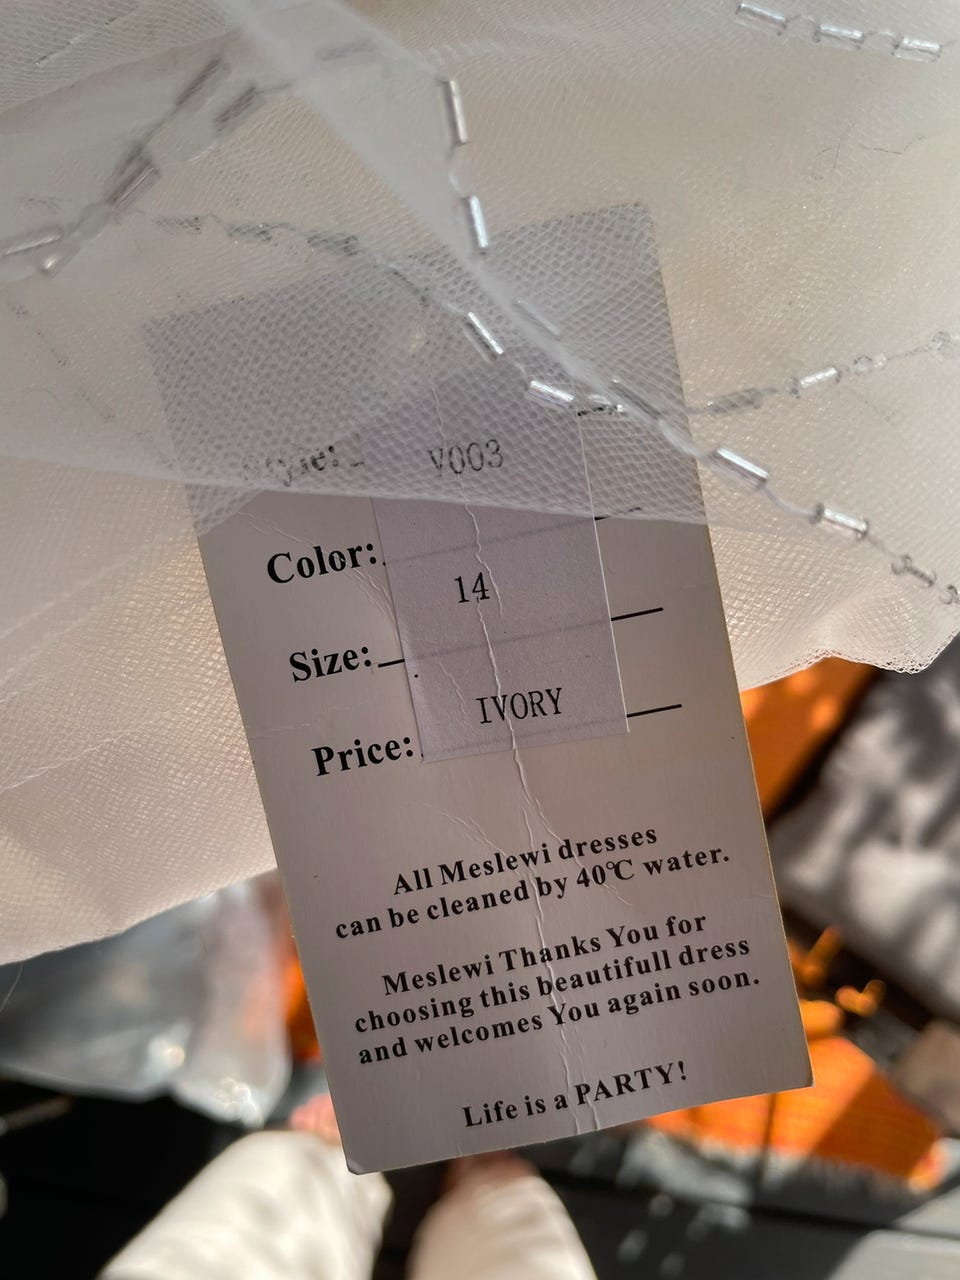 Style: V003
Color:
14
Size:
IVORY
Price:
All Meslewi dresses
can be cleaned by 40℃ water.
Meslewi Thanks You for
choosing this beautifull dress
and welcomes You again soon.
Life is a PARTY!